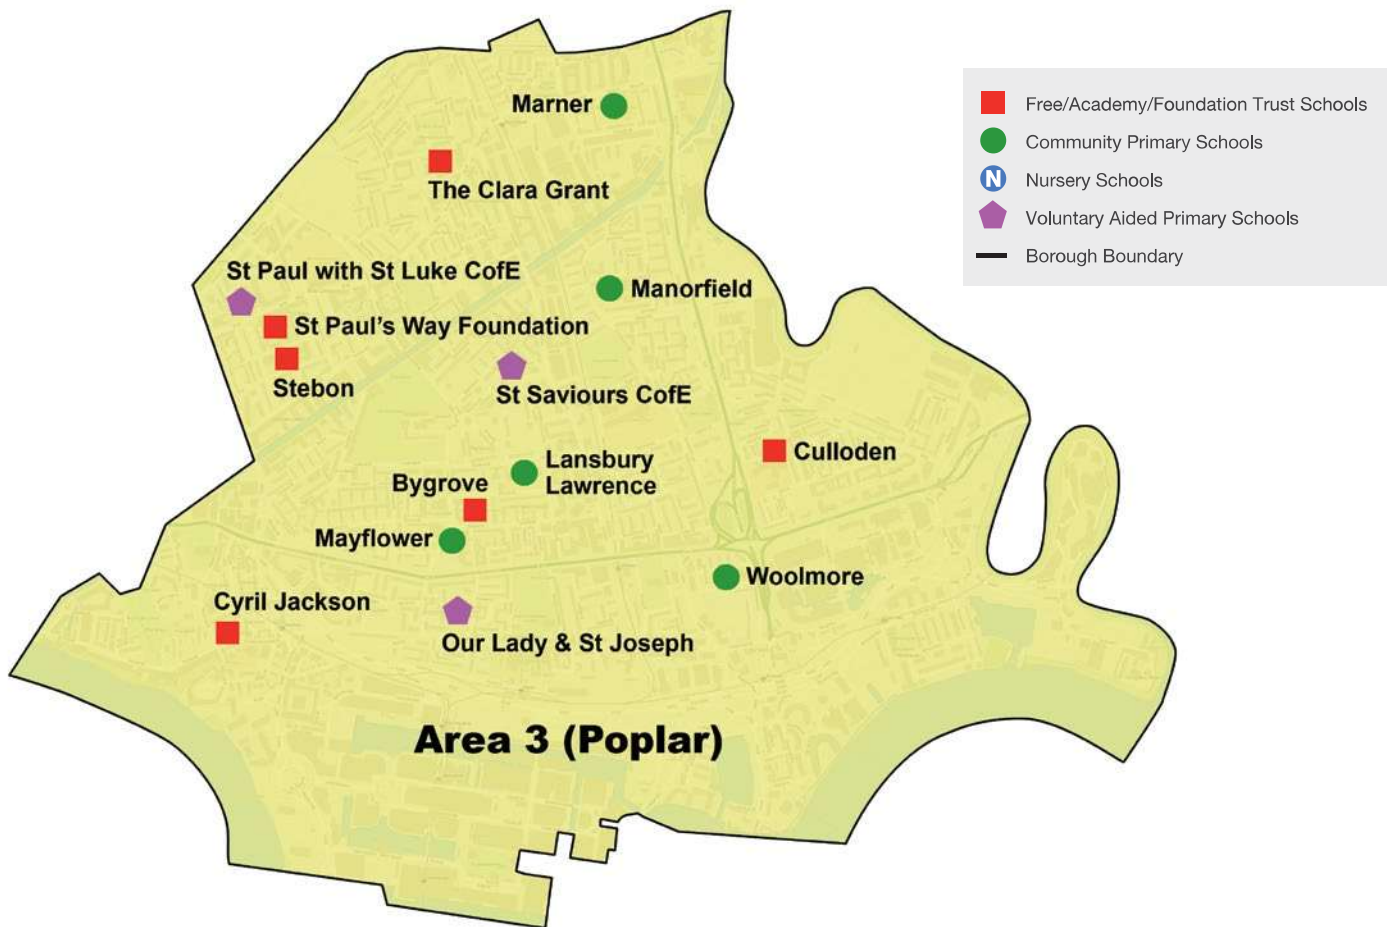 Marner
The Clara Grant
St Paul with St Luke CofE
Manorfield
St Paul's Way Foundation
Stebon
St Saviours CofE
Culloden
Lansbury
Lawrence
Bygrove
Mayflower
Woolmore
Cyril Jackson
Our Lady & St Joseph
Area 3 (Poplar)
Free/Academy/Foundation Trust Schools
Community Primary Schools
N
Nursery Schools
Voluntary Aided Primary Schools
Borough Boundary